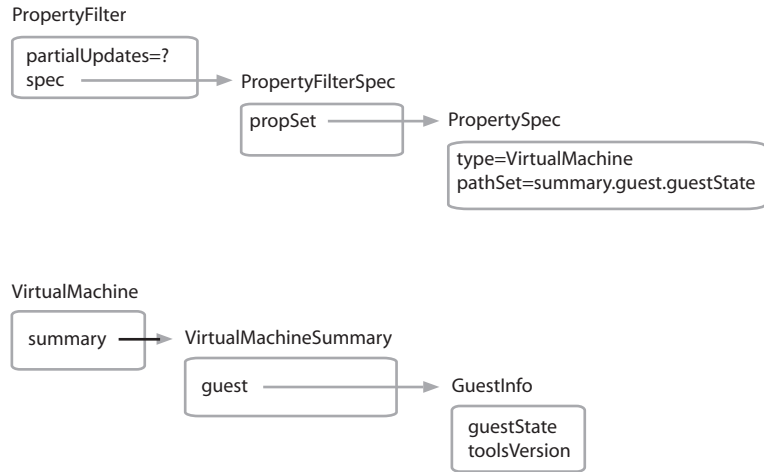 PropertyFilter
partialUpdates=?
spec
PropertyFilterSpec
propSet
PropertySpec
type=VirtualMachine
pathSet=summary.guest.guestState
VirtualMachine
summary
VirtualMachineSummary
guest
GuestInfo
guestState
toolsVersion